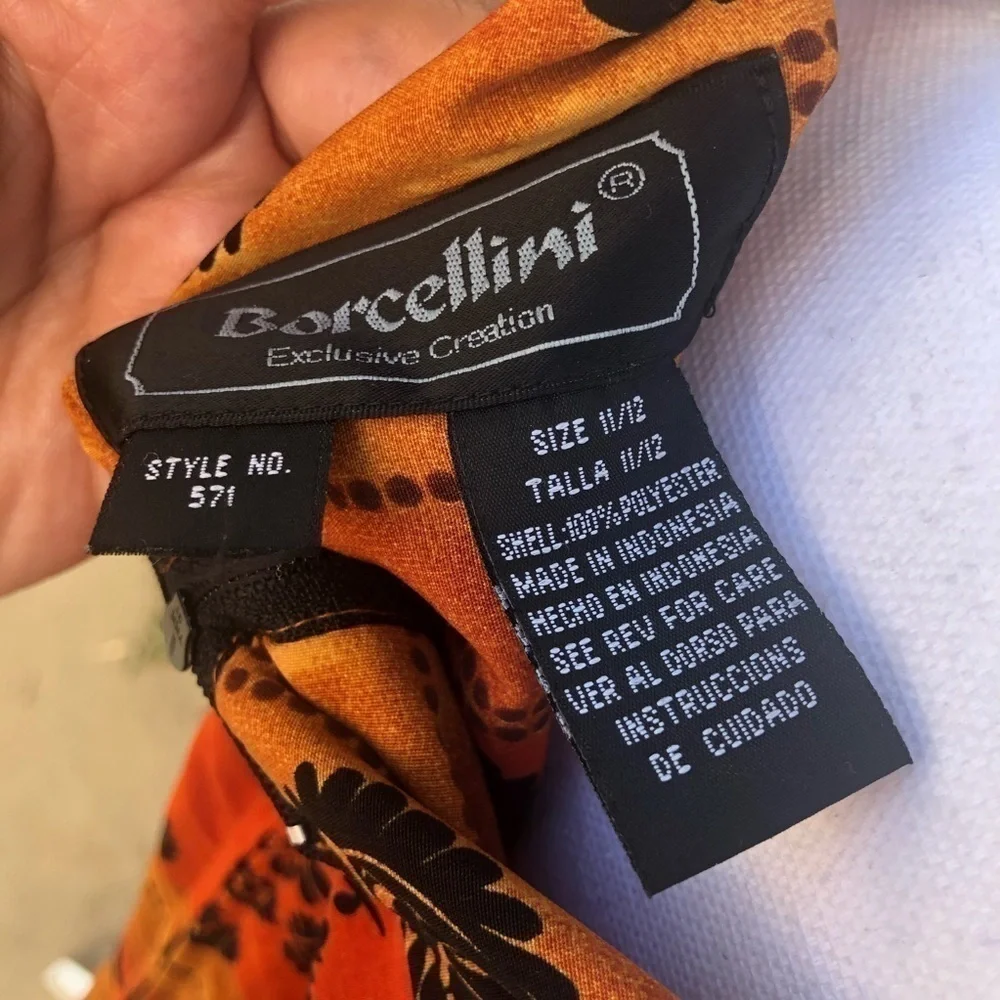 Borcellini ®
Exclusive Creation
STYLE NO.
571
SIZE 11/12
TALLA 11/12
SHELL:100%POLYESTER
MADE IN INDONESIA
HECHO EN INDONESIA
SEE REV FOR CARE
VER AL DORSO PARA
INSTRUCCIONS
DE CUIDADO